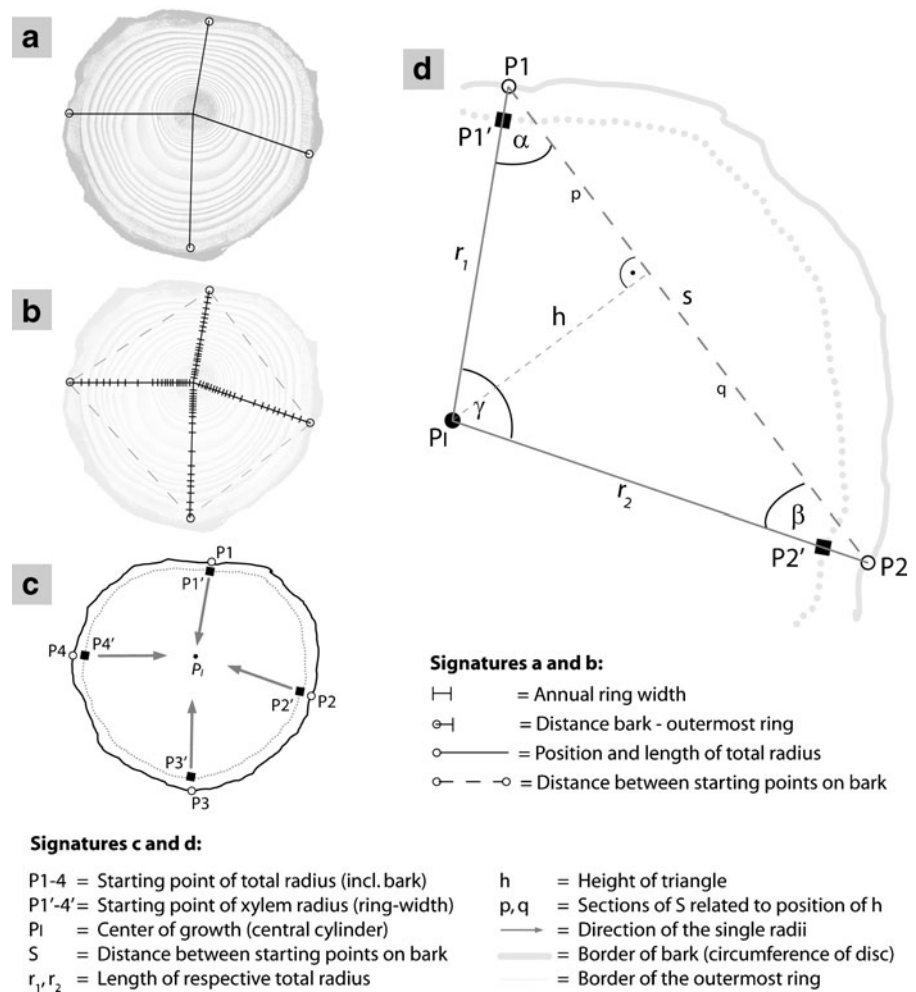 a
b
c
P1
P1'
P4
P4'
PI
P2'
P2
P3'
P3
d
P1
P1'
α
p
r1
S
h
q
γ
PI
r2
β
P2'
P2
Signatures a and b:
= Annual ring width
= Distance bark - outermost ring
= Position and length of total radius
= Distance between starting points on bark
Signatures c and d:
P1-4 = Starting point of total radius (incl. bark)
P1'-4' = Starting point of xylem radius (ring-width)
PI = Center of growth (central cylinder)
S = Distance between starting points on bark
r1, r2 = Length of respective total radius
h = Height of triangle
p, q = Sections of S related to position of h
= Direction of the single radii
= Border of bark (circumference of disc)
= Border of the outermost ring